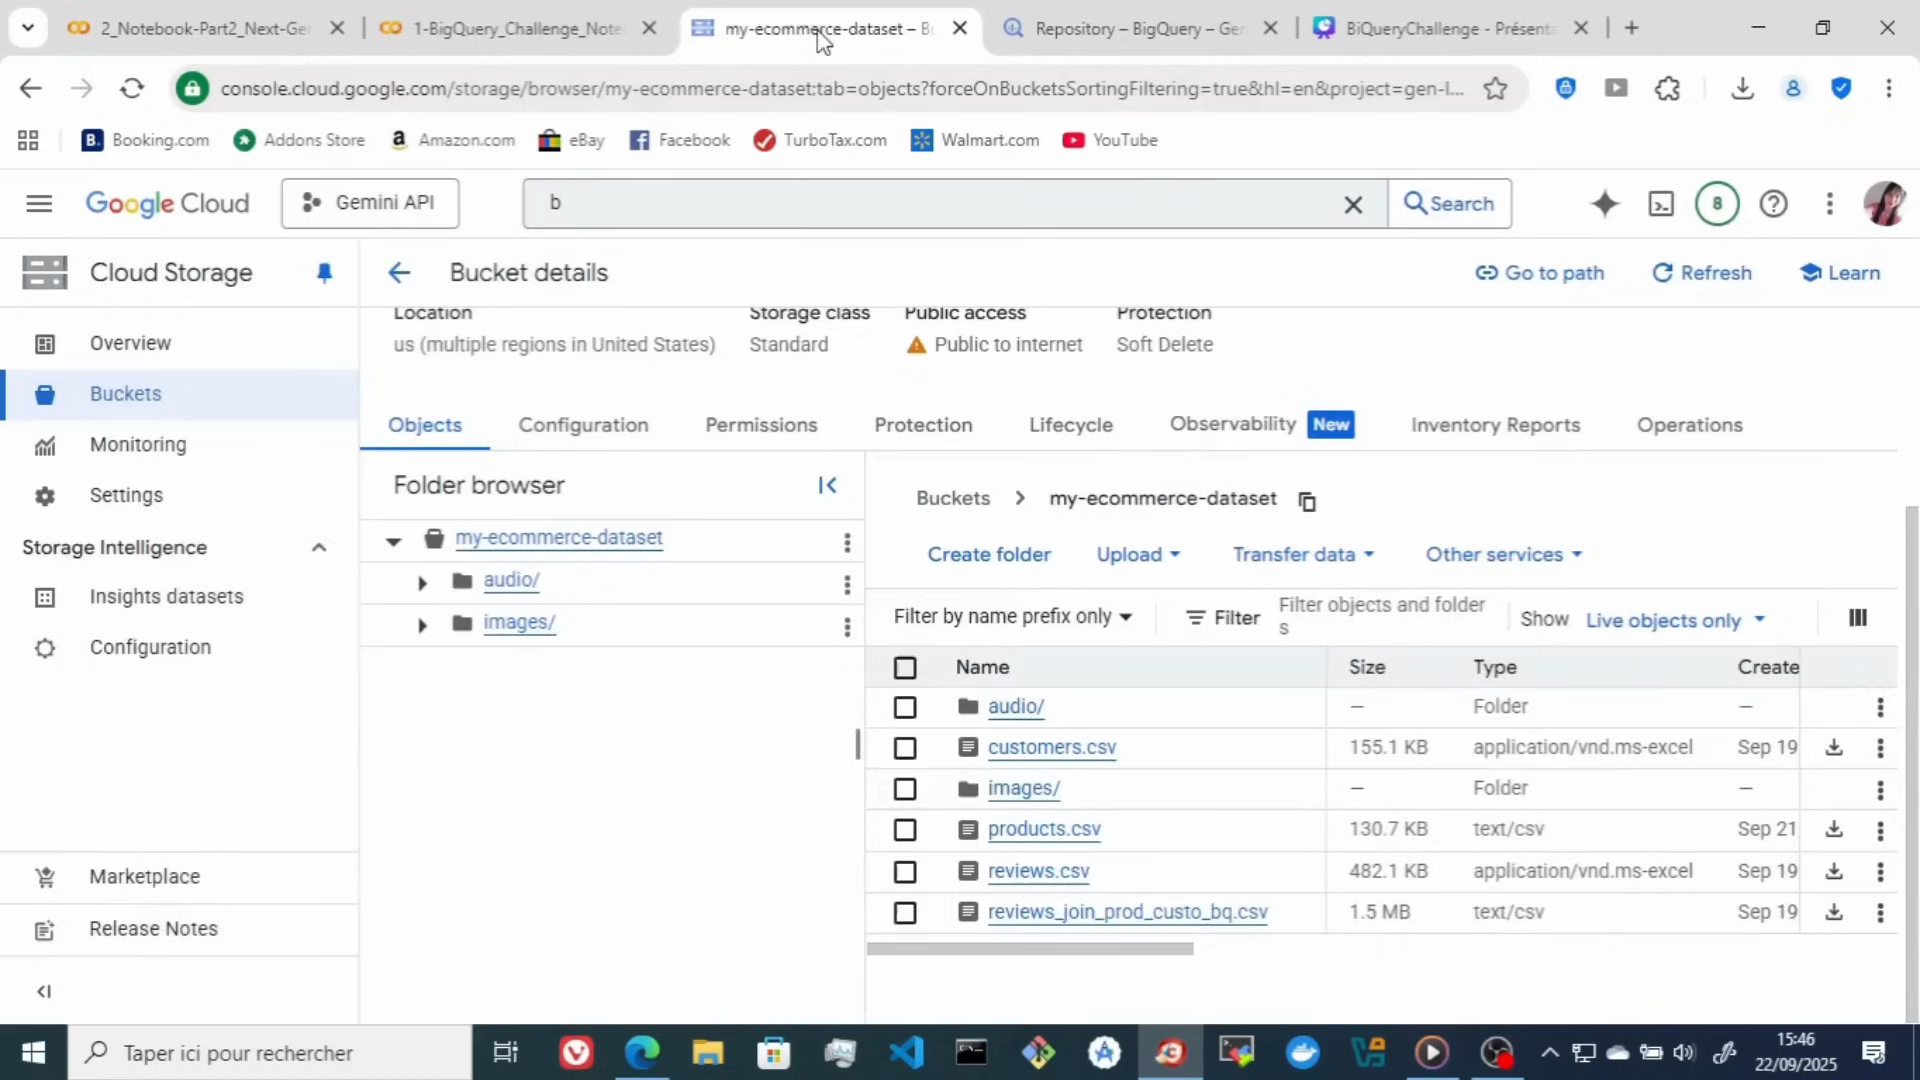 2_Notebook-Part2_Next-Ge
1-BigQuery_Challenge_Note
my-ecommerce-dataset – B
Repository – BigQuery – Ge
BiQueryChallenge - Présenta
console.cloud.google.com/storage/browser/my-ecommerce-dataset;tab=objects?forceOnBucketsSortingFiltering=true&hl=en&project=gen-l...
Booking.com
Addons Store
Amazon.com
eBay
Facebook
TurboTax.com
Walmart.com
YouTube
Google Cloud
Gemini API
b
Search
8
Cloud Storage
Bucket details
Go to path
Refresh
Learn
Location
Storage class
Public access
Protection
us (multiple regions in United States)
Standard
Public to internet
Soft Delete
Overview
Buckets
Monitoring
Settings
Storage Intelligence
Insights datasets
Configuration
Marketplace
Release Notes
Objects
Configuration
Permissions
Protection
Lifecycle
Observability
New
Inventory Reports
Operations
Folder browser
my-ecommerce-dataset
audio/
images/
Buckets
my-ecommerce-dataset
Create folder
Upload
Transfer data
Other services
Filter by name prefix only
Filter
Filter objects and folder
s
Show
Live objects only
Name
Size
Type
Create
audio/
–
Folder
–
customers.csv
155.1 KB
application/vnd.ms-excel
Sep 19
images/
–
Folder
–
products.csv
130.7 KB
text/csv
Sep 21
reviews.csv
482.1 KB
application/vnd.ms-excel
Sep 19
reviews_join_prod_custo_bq.csv
1.5 MB
text/csv
Sep 19
Taper ici pour rechercher
15:46
22/09/2025